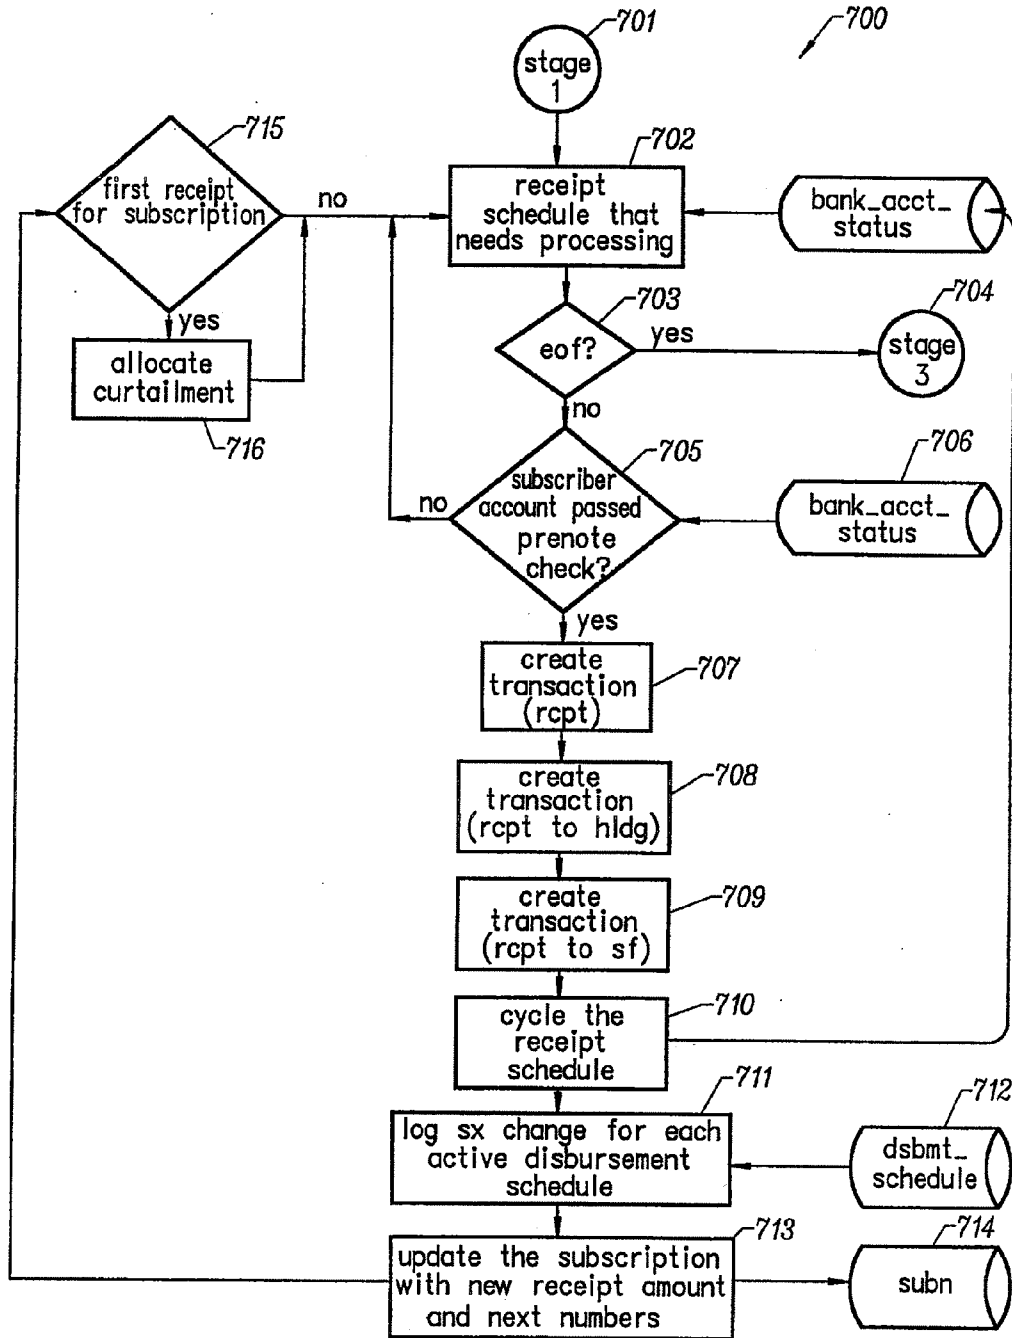 701
700
stage
1
715
first receipt
for subscription
no
yes
allocate
curtailment
716
702
receipt
schedule that
needs processing
bank_acct_
status
703
eof?
yes
no
704
stage
3
705
subscriber
account passed
prenote
check?
no
yes
706
bank_acct_
status
create
transaction
(rcpt)
707
create
transaction
(rcpt to hldg)
708
create
transaction
(rcpt to sf)
709
cycle the
receipt
schedule
710
711
log sx change for each
active disbursement
schedule
712
dsbmt_
schedule
713
update the subscription
with new receipt amount
and next numbers
714
subn